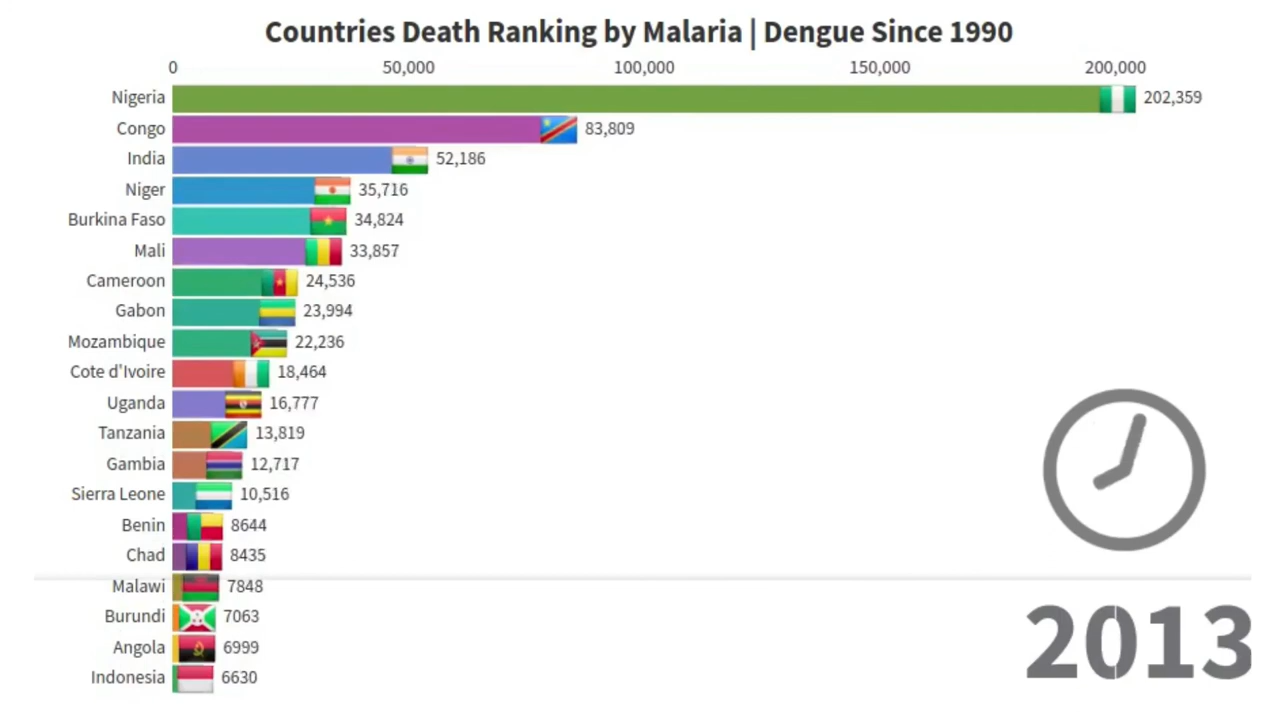 Countries Death Ranking by Malaria | Dengue Since 1990
0 50,000 100,000 150,000 200,000
Nigeria 202,359
Congo 83,809
India 52,186
Niger 35,716
Burkina Faso 34,824
Mali 33,857
Cameroon 24,536
Gabon 23,994
Mozambique 22,236
Cote d'Ivoire 18,464
Uganda 16,777
Tanzania 13,819
Gambia 12,717
Sierra Leone 10,516
Benin 8644
Chad 8435
Malawi 7848
Burundi 7063
Angola 6999
Indonesia 6630
2013